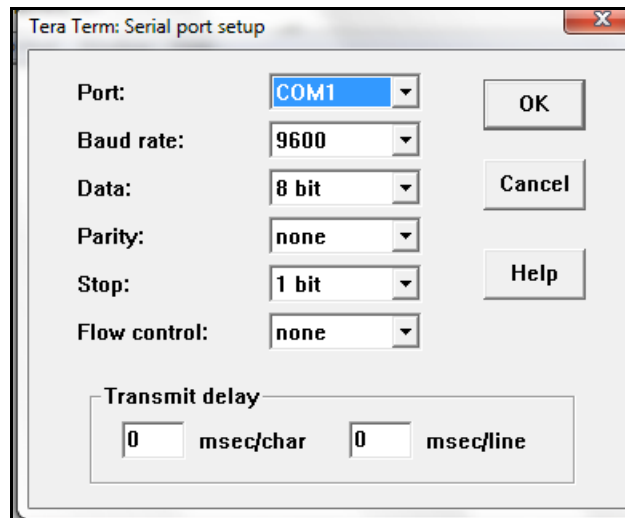 Tera Term: Serial port setup
Port: COM1 OK
Baud rate: 9600
Data: 8 bit Cancel
Parity: none
Stop: 1 bit Help
Flow control: none
Transmit delay
0 msec/char 0 msec/line